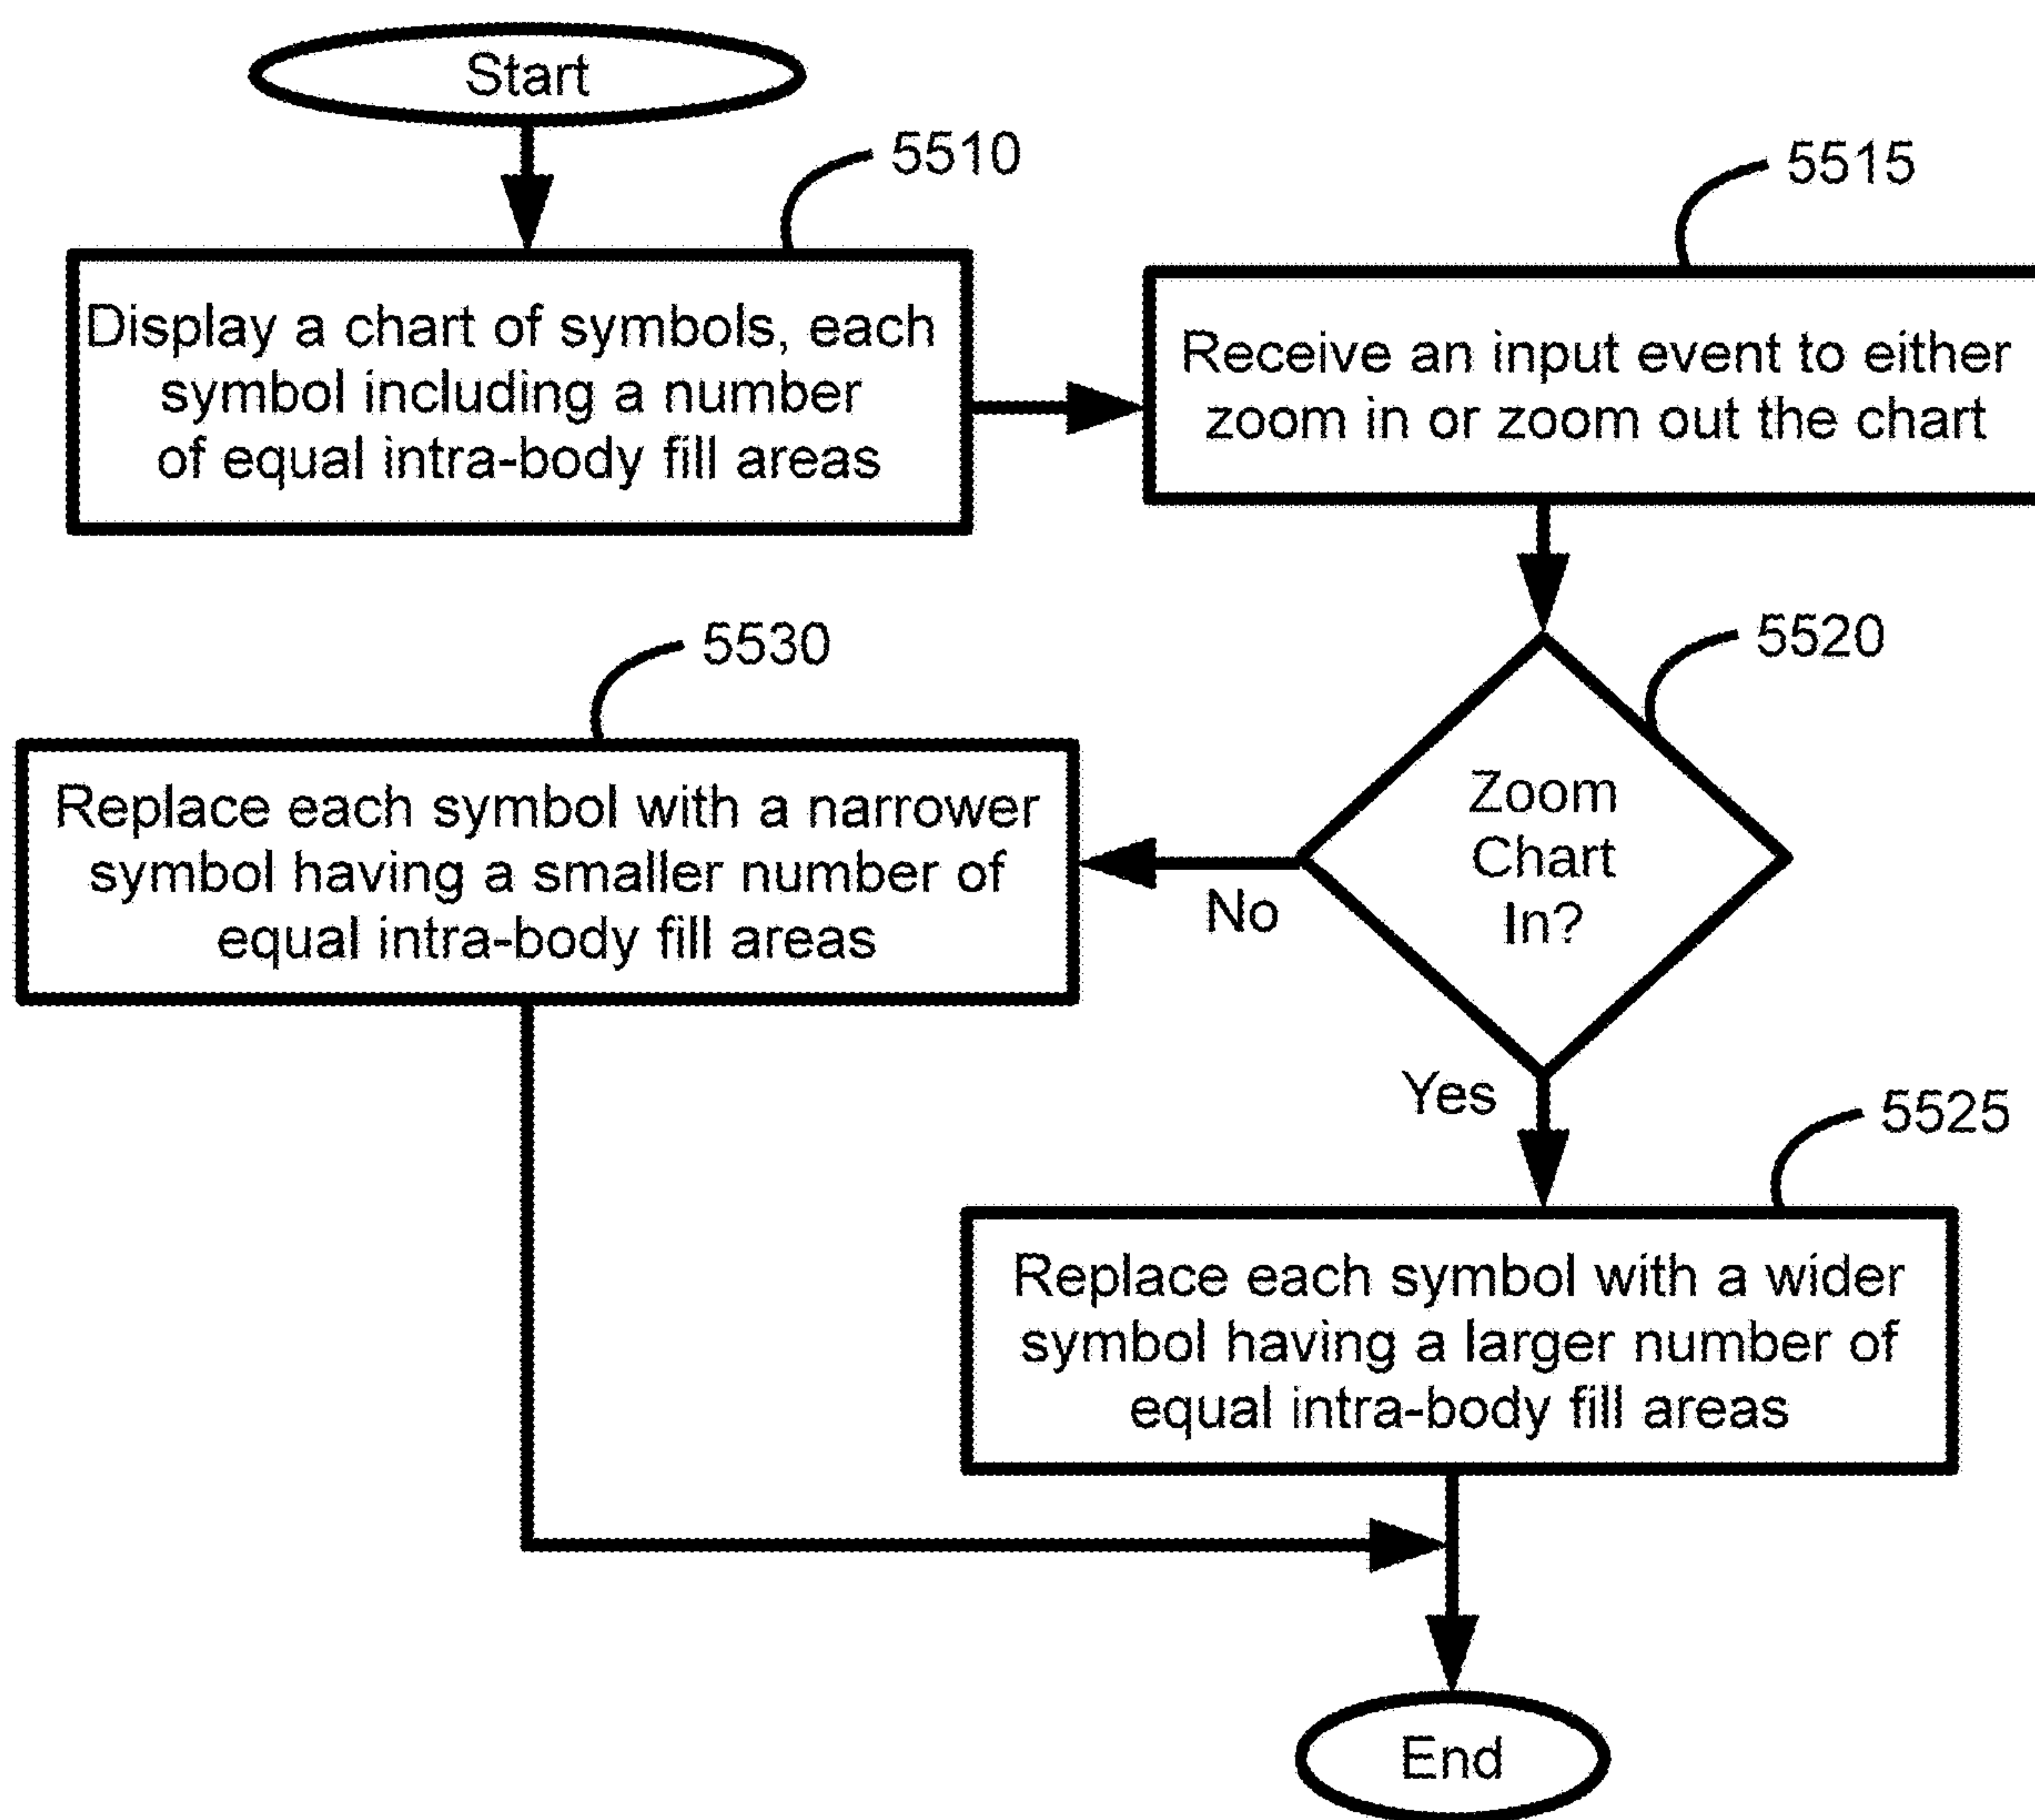 Start
5510
Display a chart of symbols, each
symbol including a number
of equal intra-body fill areas
5515
Receive an input event to either
zoom in or zoom out the chart
5520
Zoom
Chart
In?
No
5530
Replace each symbol with a narrower
symbol having a smaller number of
equal intra-body fill areas
Yes
5525
Replace each symbol with a wider
symbol having a larger number of
equal intra-body fill areas
End